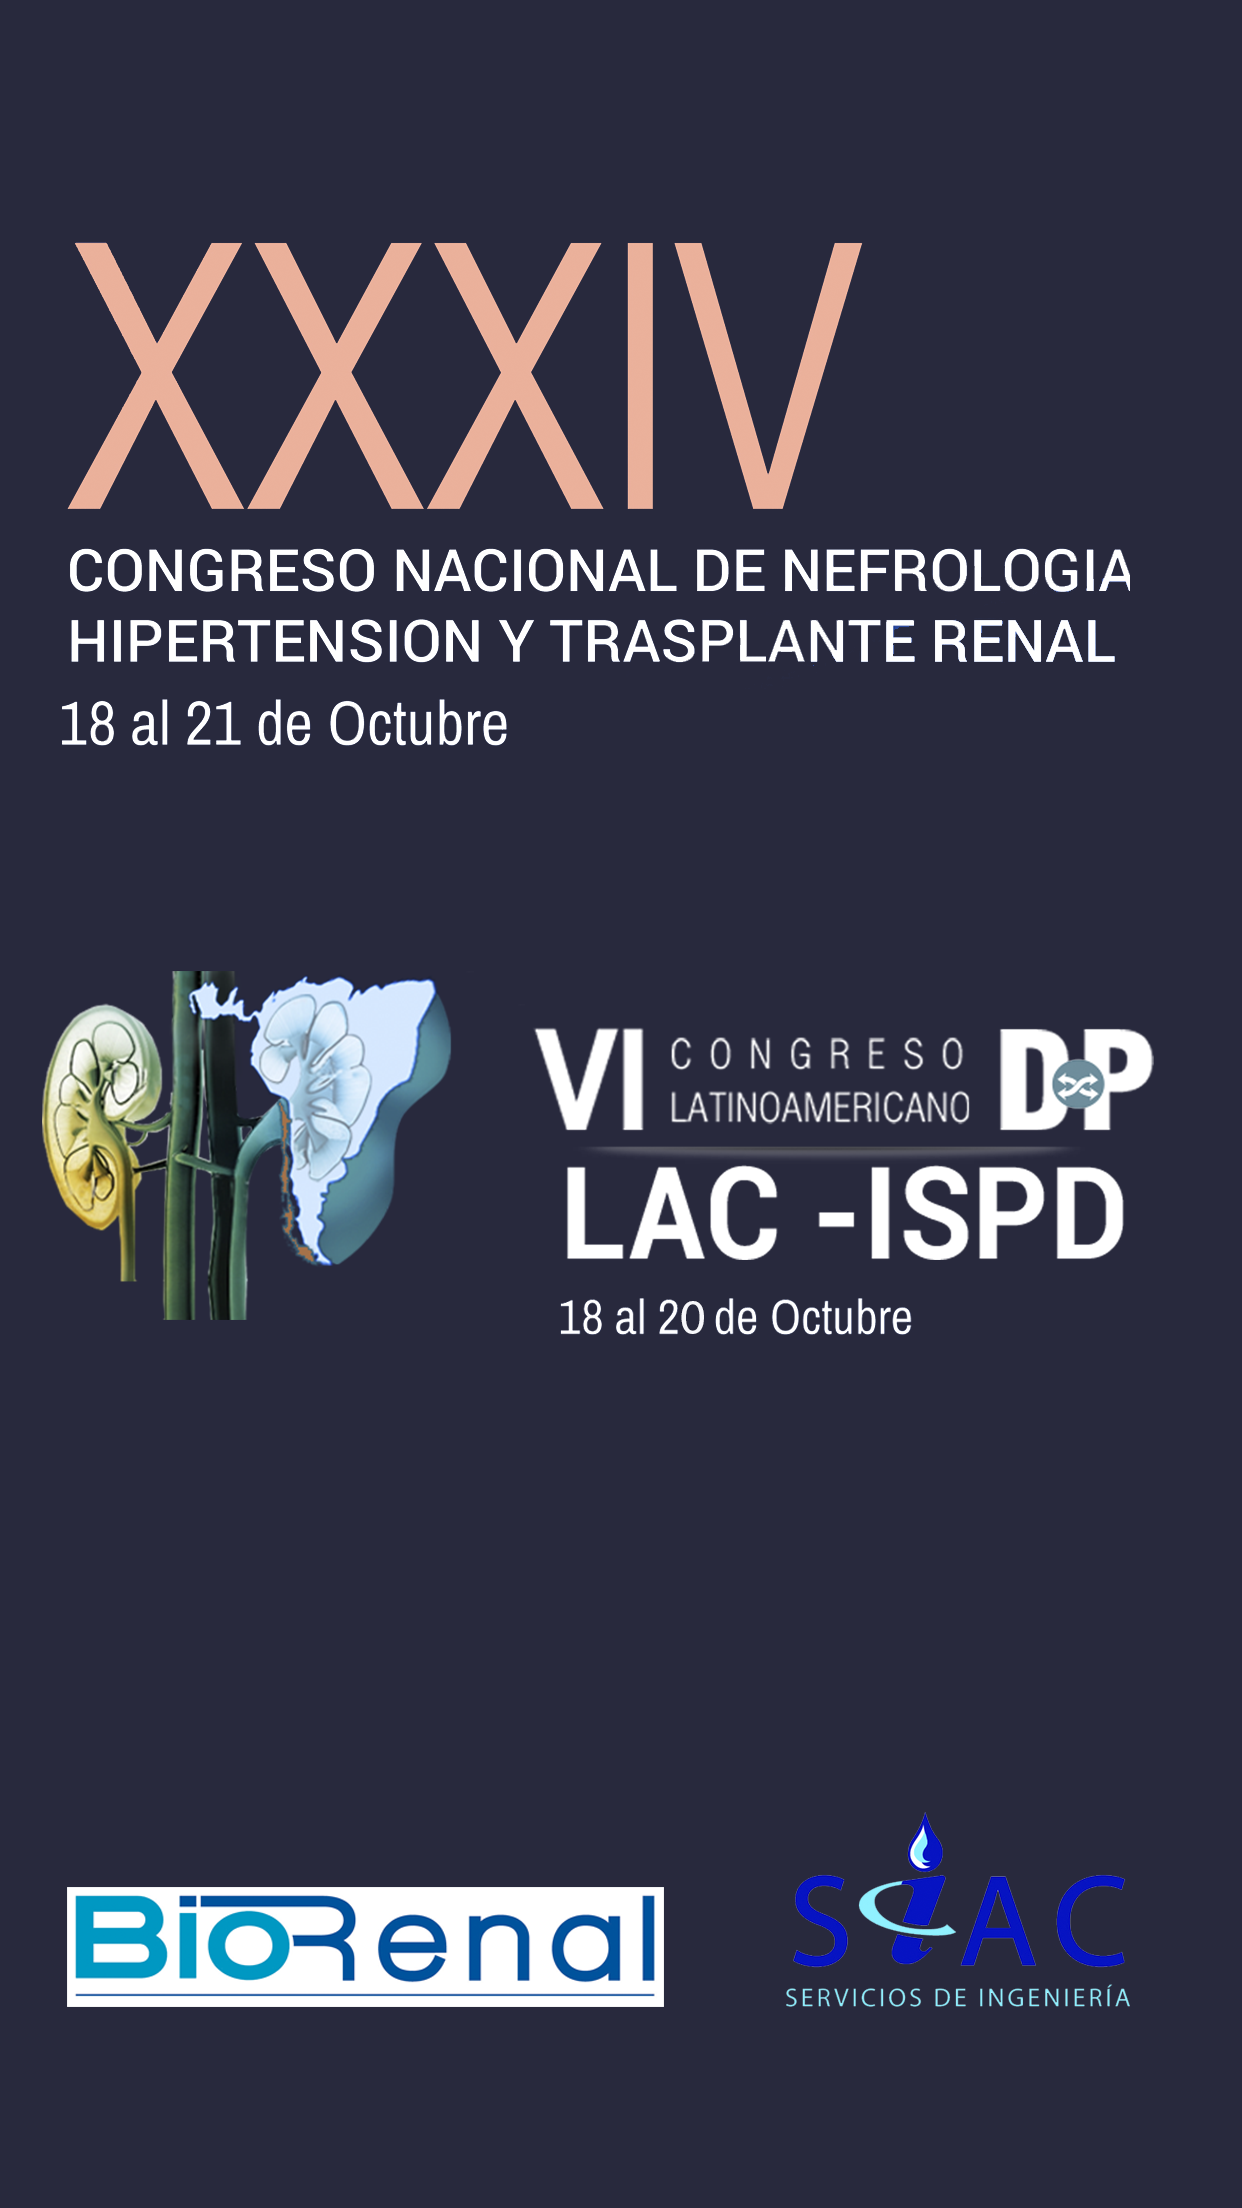 XXXIV
CONGRESO NACIONAL DE NEFROLOGIA
HIPERTENSION Y TRASPLANTE RENAL
18 al 21 de Octubre
VI CONGRESO LATINOAMERICANO DP
LAC -ISPD
18 al 20 de Octubre
BioRenal
SiAC
SERVICIOS DE INGENIERÍA